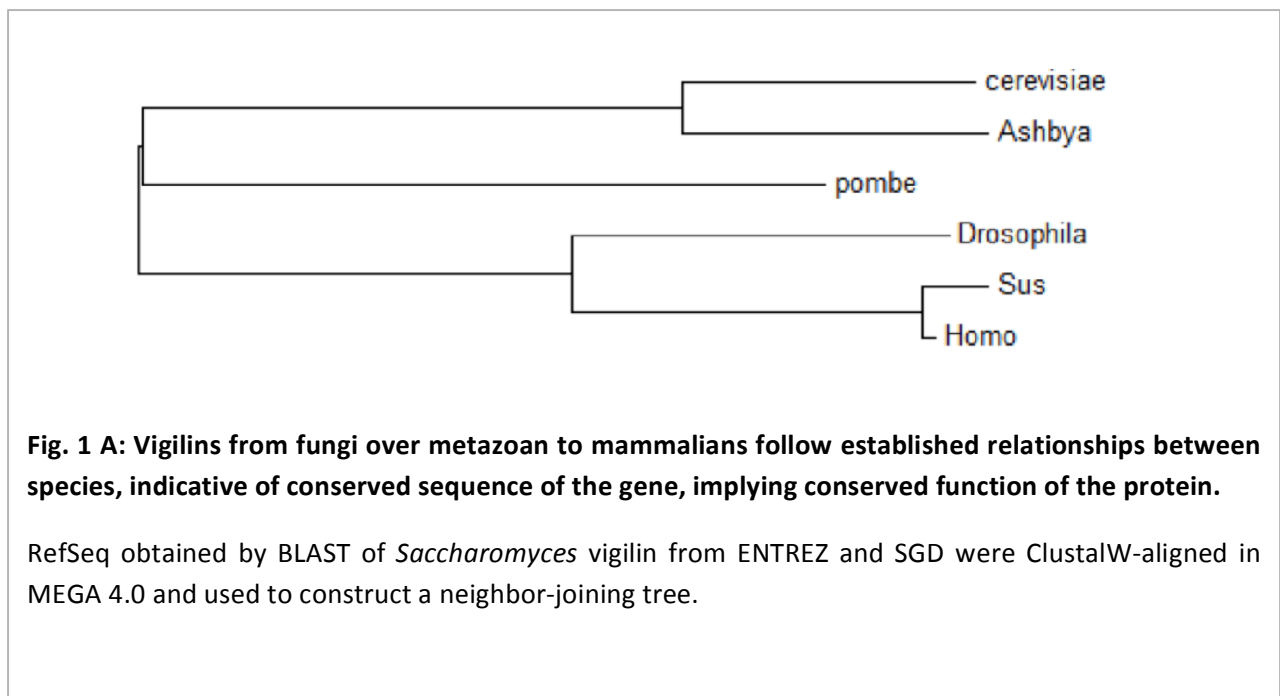 cerevisiae
Ashbya
pombe
Drosophila
Sus
Homo
Fig. 1 A: Vigilins from fungi over metazoan to mammalians follow established relationships between
species, indicative of conserved sequence of the gene, implying conserved function of the protein.
RefSeq obtained by BLAST of Saccharomyces vigilin from ENTREZ and SGD were ClustalW-aligned in
MEGA 4.0 and used to construct a neighbor-joining tree.